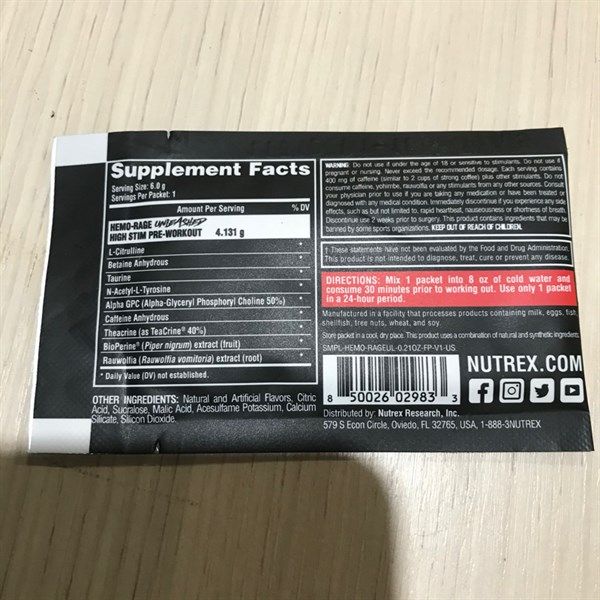 Supplement Facts
Serving Size: 6.0 g
Servings Per Packet: 1
Amount Per Serving % DV
HEMO-RAGE UNLEASHED
HIGH STIM PRE-WORKOUT 4.131 g *
L-Citrulline *
Betaine Anhydrous *
Taurine *
N-Acetyl-L-Tyrosine *
Alpha GPC (Alpha-Glyceryl Phosphoryl Choline 50%) *
Caffeine Anhydrous *
Theacrine (as TeaCrine® 40%) *
BioPerine® (Piper nigrum) extract (fruit) *
Rauwolfia (Rauwolfia vomitoria) extract (root) *
* Daily Value (DV) not established.
OTHER INGREDIENTS: Natural and Artificial Flavors, Citric
Acid, Sucralose, Malic Acid, Acesulfame Potassium, Calcium
Silicate, Silicon Dioxide.
WARNING: Do not use if under the age of 18 or sensitive to stimulants. Do not use if
pregnant or nursing. Never exceed the recommended dosage. Each serving contains
400 mg of caffeine (similar to 2 cups of strong coffee) plus other stimulants. Do not
consume caffeine, yohimbe, rauwolfia or any stimulants from any other sources. Consult
your physician prior to use if you are taking any medication or have been treated or
diagnosed with any medical condition. Immediately discontinue if you experience any side
effects, such as but not limited to, rapid heartbeat, nauseousness or shortness of breath.
Discontinue use 2 weeks prior to surgery. This product contains ingredients that may be
banned by some sports organizations. KEEP OUT OF REACH OF CHILDREN.
† These statements have not been evaluated by the Food and Drug Administration.
This product is not intended to diagnose, treat, cure or prevent any disease.
DIRECTIONS: Mix 1 packet into 8 oz of cold water and
consume 30 minutes prior to working out. Use only 1 packet
in a 24-hour period.
Manufactured in a facility that processes products containing milk, eggs, fish,
shellfish, tree nuts, wheat, and soy.
Store packet in a cool, dry place. This product uses a combination of natural and synthetic ingredients.
SMPL-HEMO-RAGEUL-0.21OZ-FP-V1-US
8 50026 02983 3
NUTREX.COM
Distributed by: Nutrex Research, Inc.
579 S Econ Circle, Oviedo, FL 32765, USA, 1-888-3NUTREX